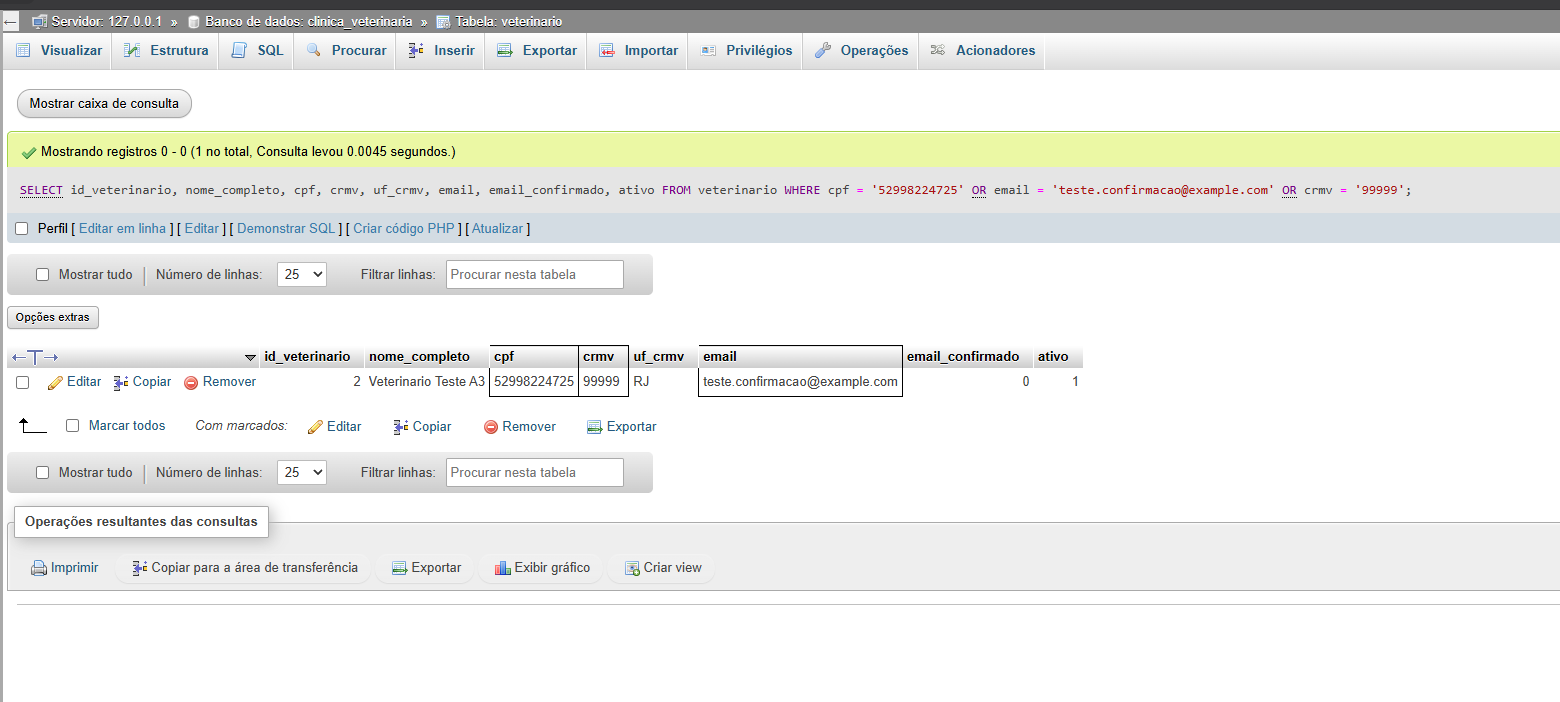 Servidor: 127.0.0.1 » Banco de dados: clinica_veterinaria » Tabela: veterinario
Visualizar Estrutura SQL Procurar Inserir Exportar Importar Privilégios Operações Acionadores
Mostrar caixa de consulta
Mostrando registros 0 - 0 (1 no total, Consulta levou 0.0045 segundos.)
SELECT id_veterinario, nome_completo, cpf, crmv, uf_crmv, email, email_confirmado, ativo FROM veterinario WHERE cpf = '52998224725' OR email = 'teste.confirmacao@example.com' OR crmv = '99999';
Perfil [ Editar em linha ] [ Editar ] [ Demonstrar SQL ] [ Criar código PHP ] [ Atualizar ]
Mostrar tudo Número de linhas: 25 Filtrar linhas: Procurar nesta tabela
Opções extras
id_veterinario nome_completo cpf crmv uf_crmv email email_confirmado ativo
Editar Copiar Remover 2 Veterinario Teste A3 52998224725 99999 RJ teste.confirmacao@example.com 0 1
Marcar todos Com marcados: Editar Copiar Remover Exportar
Mostrar tudo Número de linhas: 25 Filtrar linhas: Procurar nesta tabela
Operações resultantes das consultas
Imprimir Copiar para a área de transferência Exportar Exibir gráfico Criar view